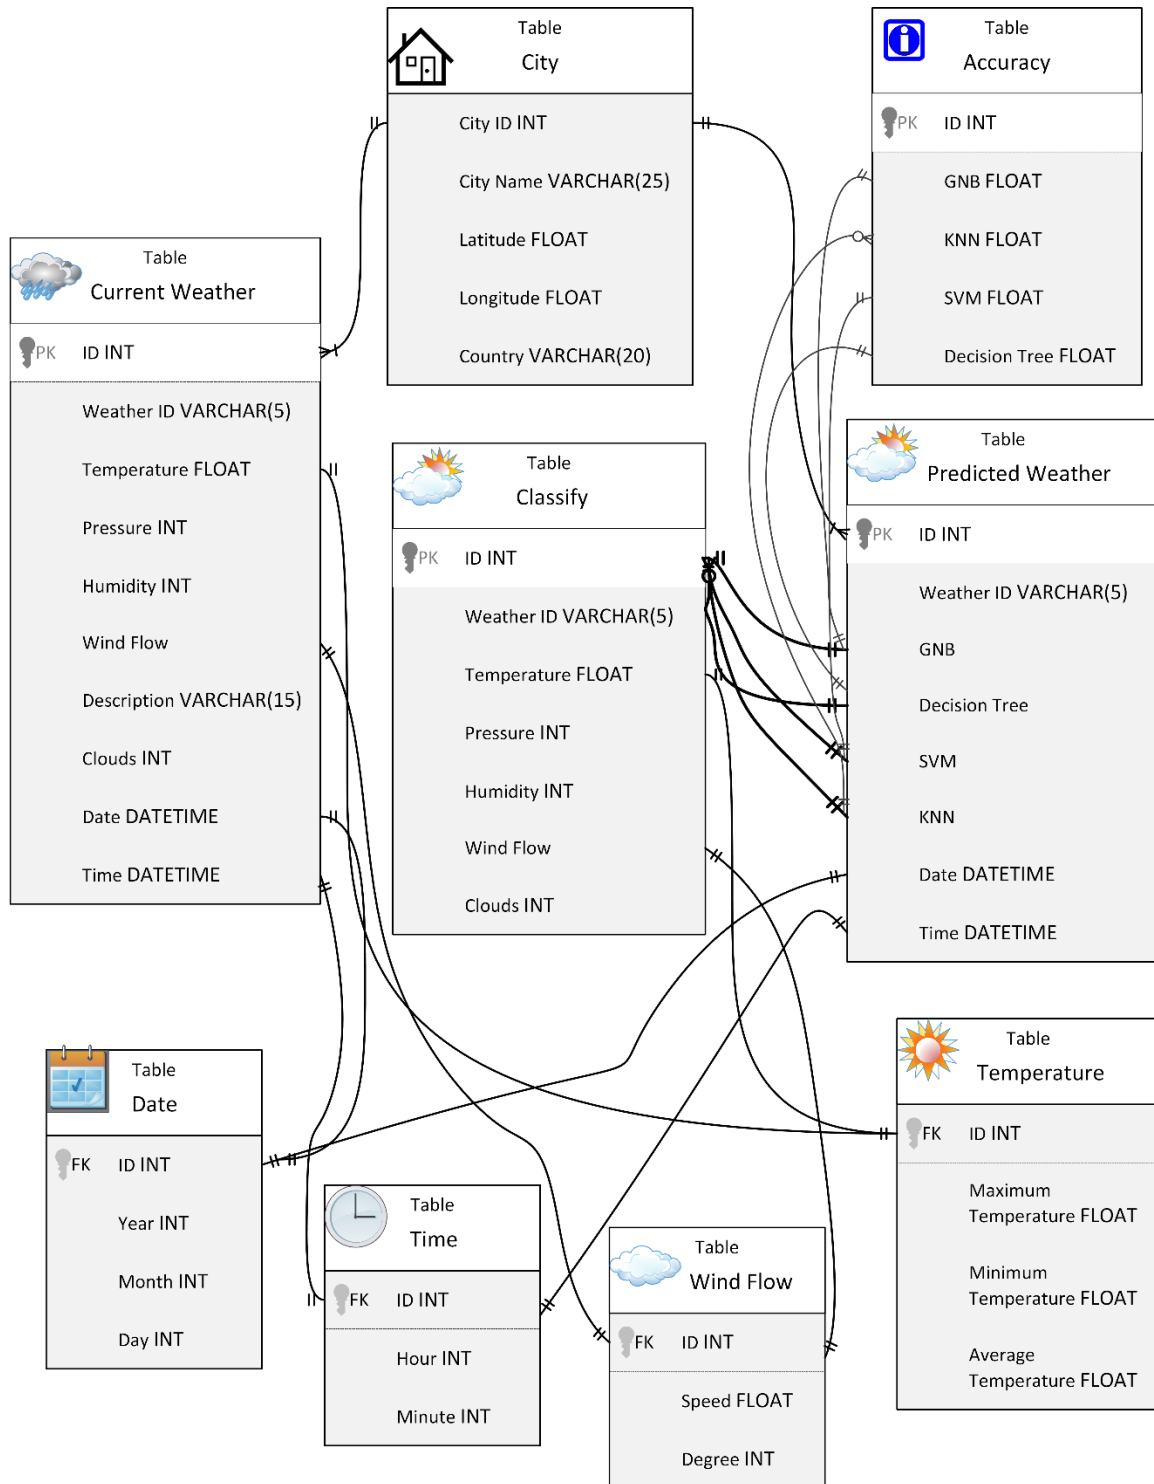 Table
City
City ID INT
City Name VARCHAR(25)
Latitude FLOAT
Longitude FLOAT
Country VARCHAR(20)
Table
Accuracy
PK ID INT
GNB FLOAT
KNN FLOAT
SVM FLOAT
Decision Tree FLOAT
Table
Current Weather
PK ID INT
Weather ID VARCHAR(5)
Temperature FLOAT
Pressure INT
Humidity INT
Wind Flow
Description VARCHAR(15)
Clouds INT
Date DATETIME
Time DATETIME
Table
Classify
PK ID INT
Weather ID VARCHAR(5)
Temperature FLOAT
Pressure INT
Humidity INT
Wind Flow
Clouds INT
Table
Predicted Weather
PK ID INT
Weather ID VARCHAR(5)
GNB
Decision Tree
SVM
KNN
Date DATETIME
Time DATETIME
Table
Date
FK ID INT
Year INT
Month INT
Day INT
Table
Time
FK ID INT
Hour INT
Minute INT
Table
Wind Flow
FK ID INT
Speed FLOAT
Degree INT
Table
Temperature
FK ID INT
Maximum
Temperature FLOAT
Minimum
Temperature FLOAT
Average
Temperature FLOAT